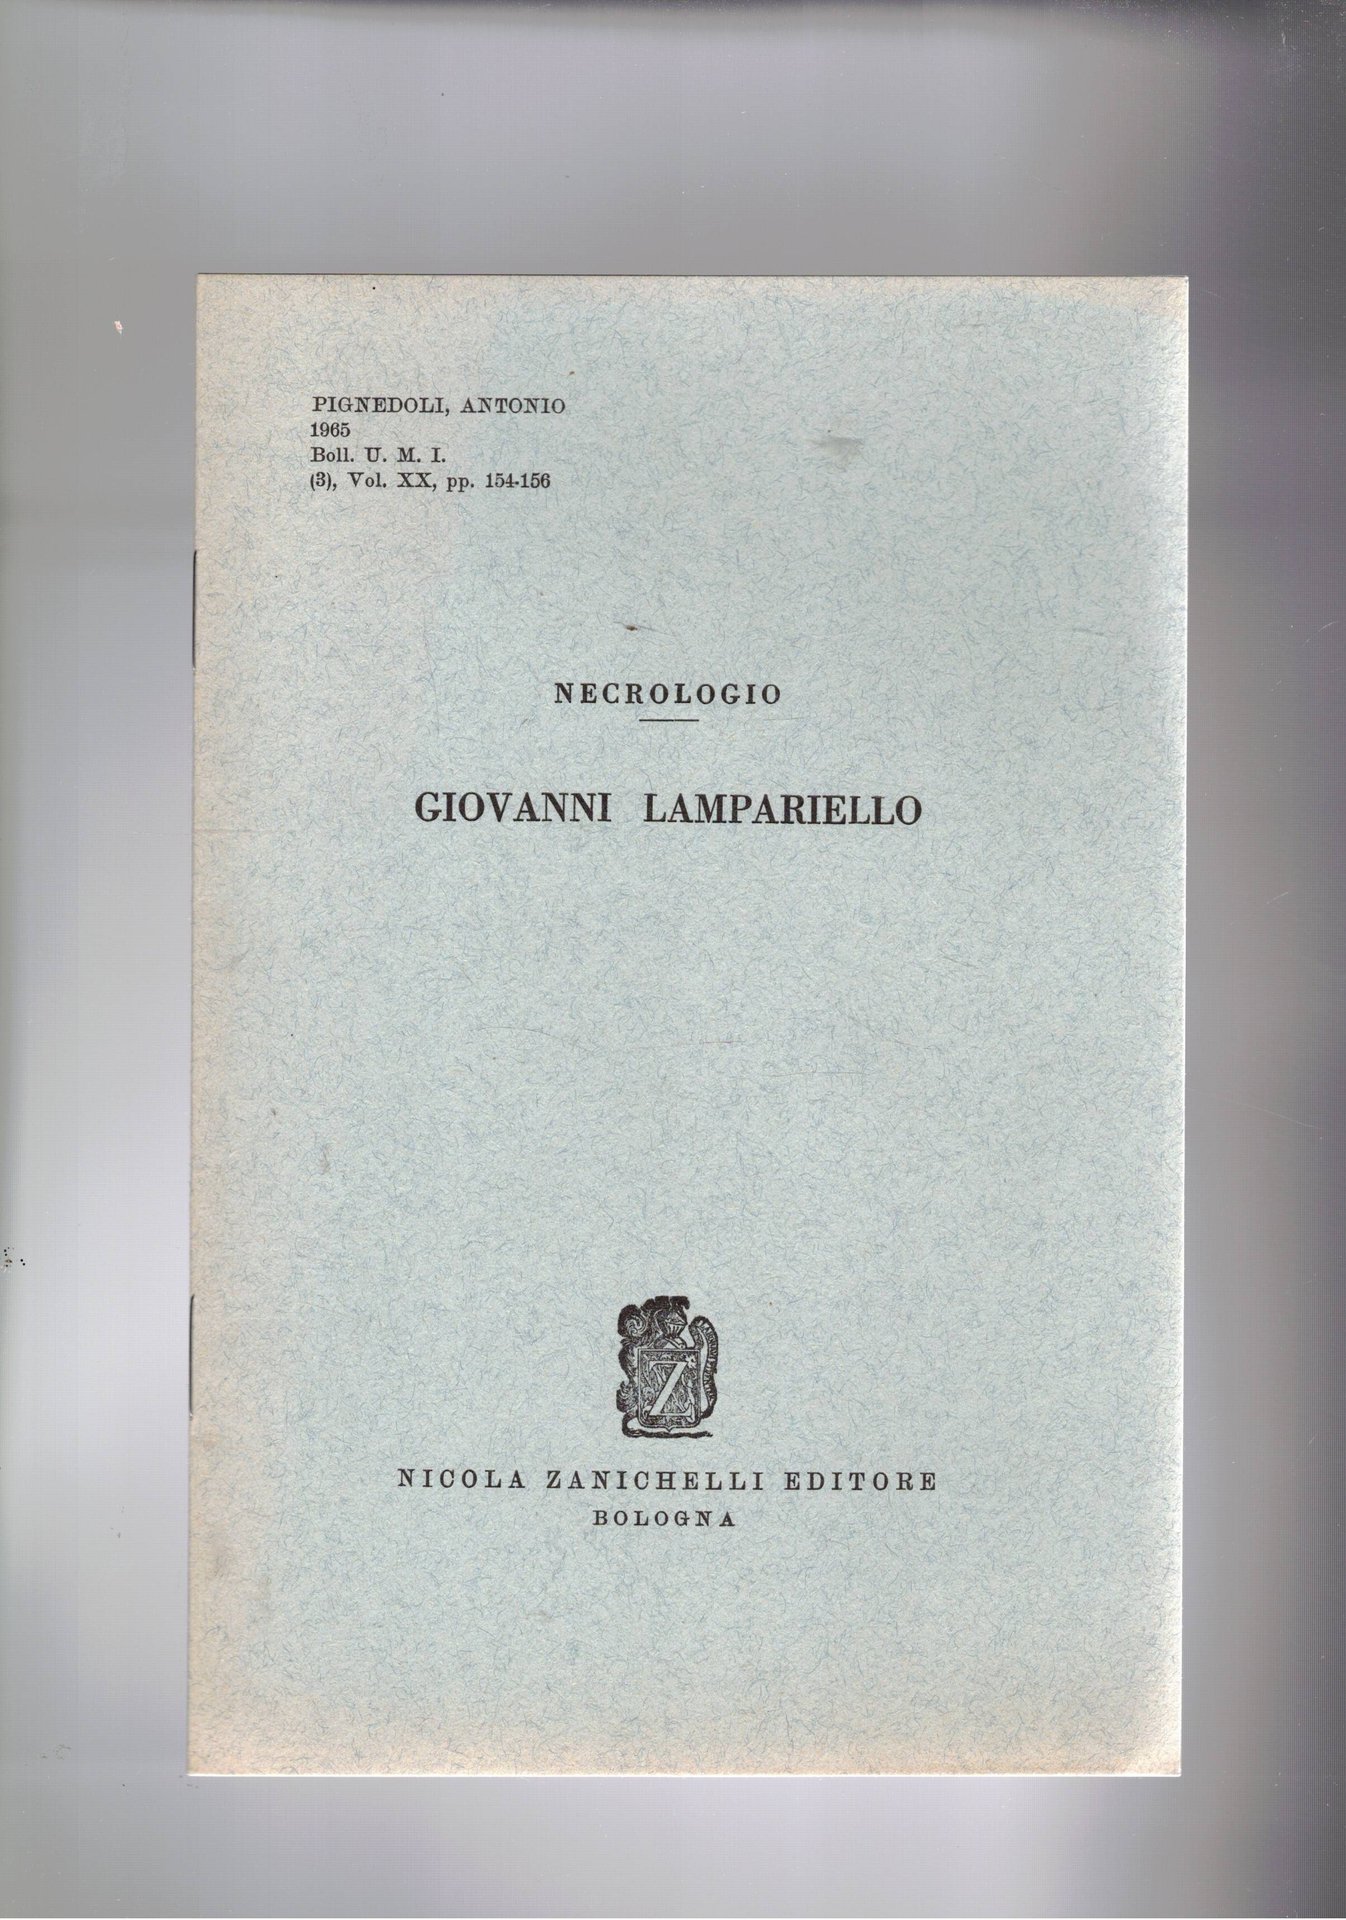 PIGNEDOLI, ANTONIO
1965
Boll. U. M. I.
(3), Vol. XX, pp. 154-156
NECROLOGIO
GIOVANNI LAMPARIELLO
Z
NICOLA ZANICHELLI EDITORE
BOLOGNA